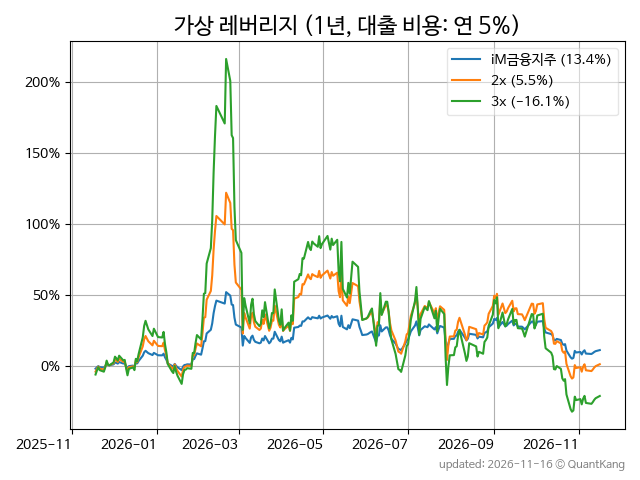 가상 레버리지 (1년, 대출 비용: 연 5%)
iM금융지주 (13.4%)
2x (5.5%)
3x (-16.1%)
200%
150%
100%
50%
0%
2025-11
2026-01
2026-03
2026-05
2026-07
2026-09
2026-11
updated: 2026-11-16 © QuantKang